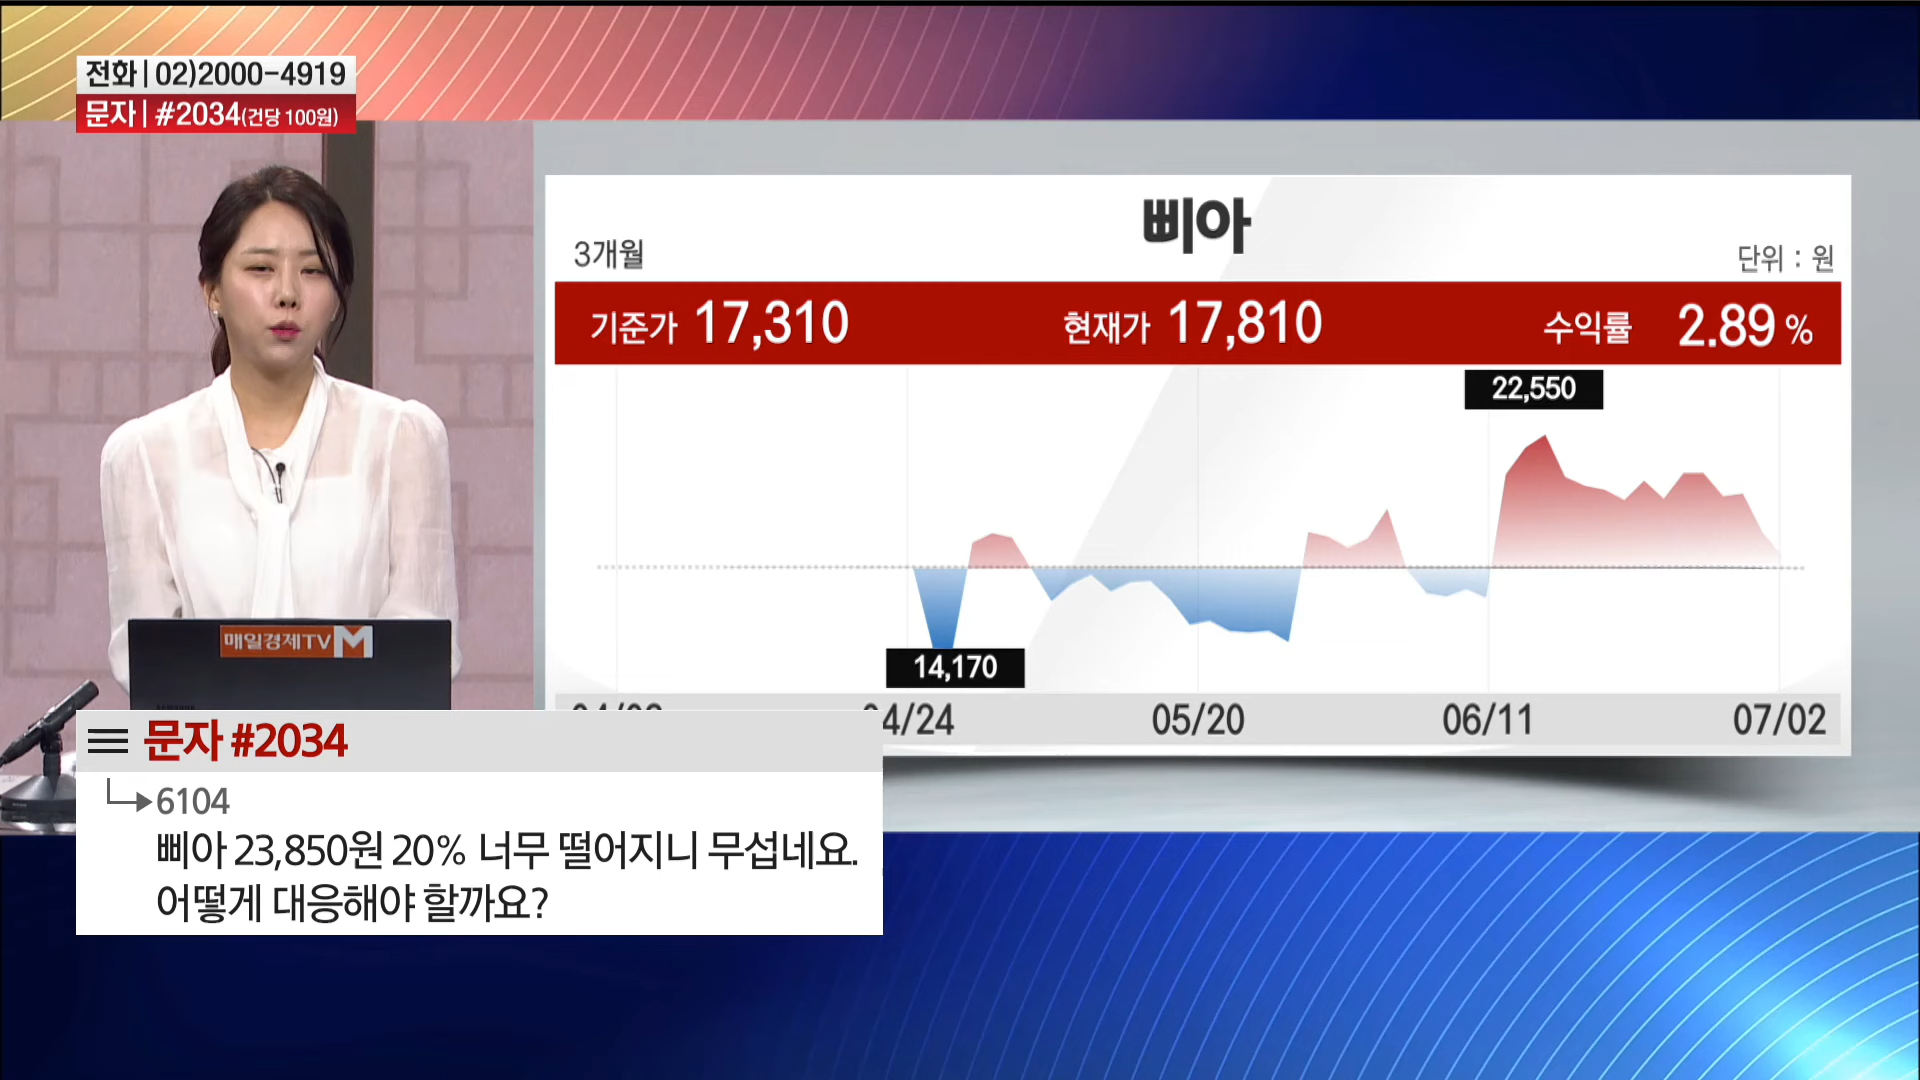 전화 | 02)2000-4919
문자 | #2034(건당 100원)
삐아
3개월
단위 : 원
기준가 17,310 현재가 17,810 수익률 2.89 %
22,550
14,170
4/24 05/20 06/11 07/02
매일경제TV M
문자 #2034
6104
삐아 23,850원 20% 너무 떨어지니 무섭네요.
어떻게 대응해야 할까요?